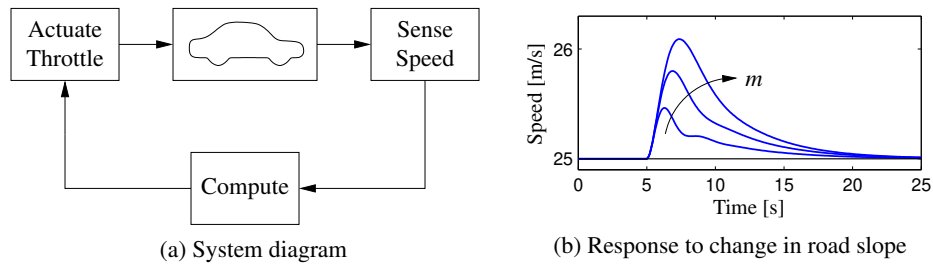 Actuate
Throttle
Sense
Speed
Compute
(a) System diagram
Speed [m/s]
26
25
m
0
5
10
15
20
25
Time [s]
(b) Response to change in road slope